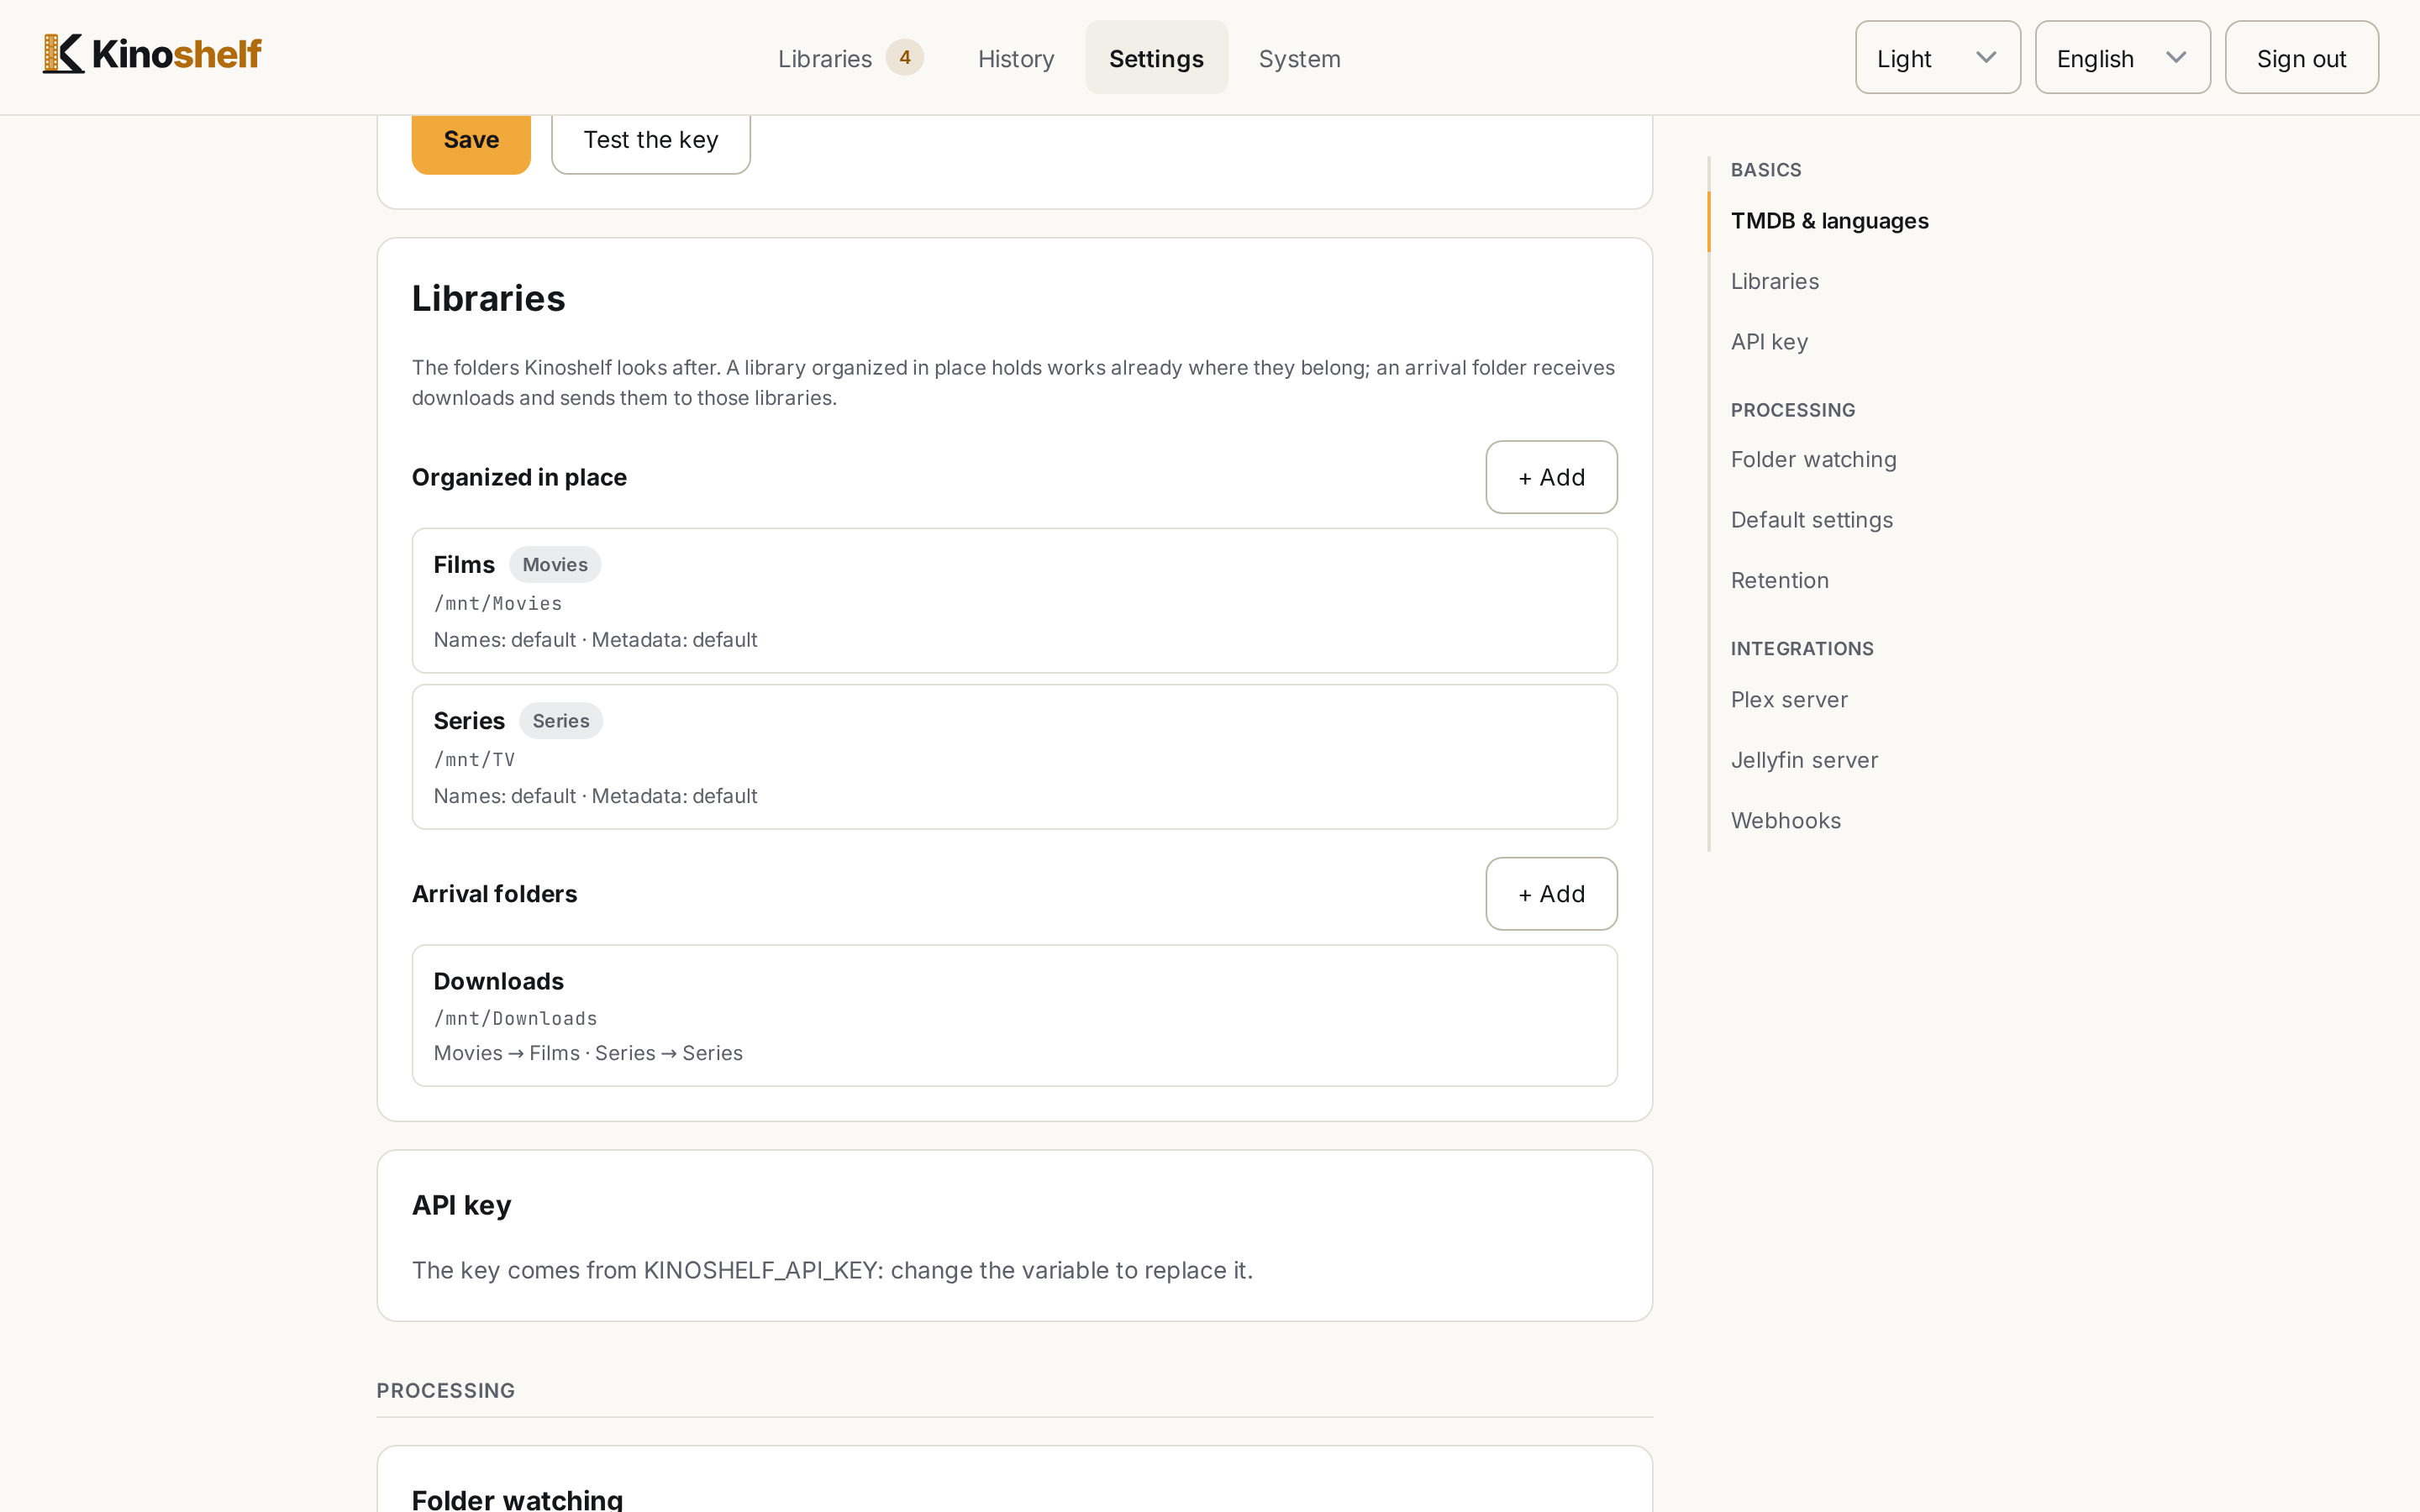 Kinoshelf
Libraries 4
History
Settings
System
Light
English
Sign out
Save
Test the key
Libraries
The folders Kinoshelf looks after. A library organized in place holds works already where they belong; an arrival folder receives
downloads and sends them to those libraries.
Organized in place
+ Add
Films Movies
/mnt/Movies
Names: default · Metadata: default
Series Series
/mnt/TV
Names: default · Metadata: default
Arrival folders
+ Add
Downloads
/mnt/Downloads
Movies → Films · Series → Series
API key
The key comes from KINOSHELF_API_KEY: change the variable to replace it.
PROCESSING
Folder watching
BASICS
TMDB & languages
Libraries
API key
PROCESSING
Folder watching
Default settings
Retention
INTEGRATIONS
Plex server
Jellyfin server
Webhooks